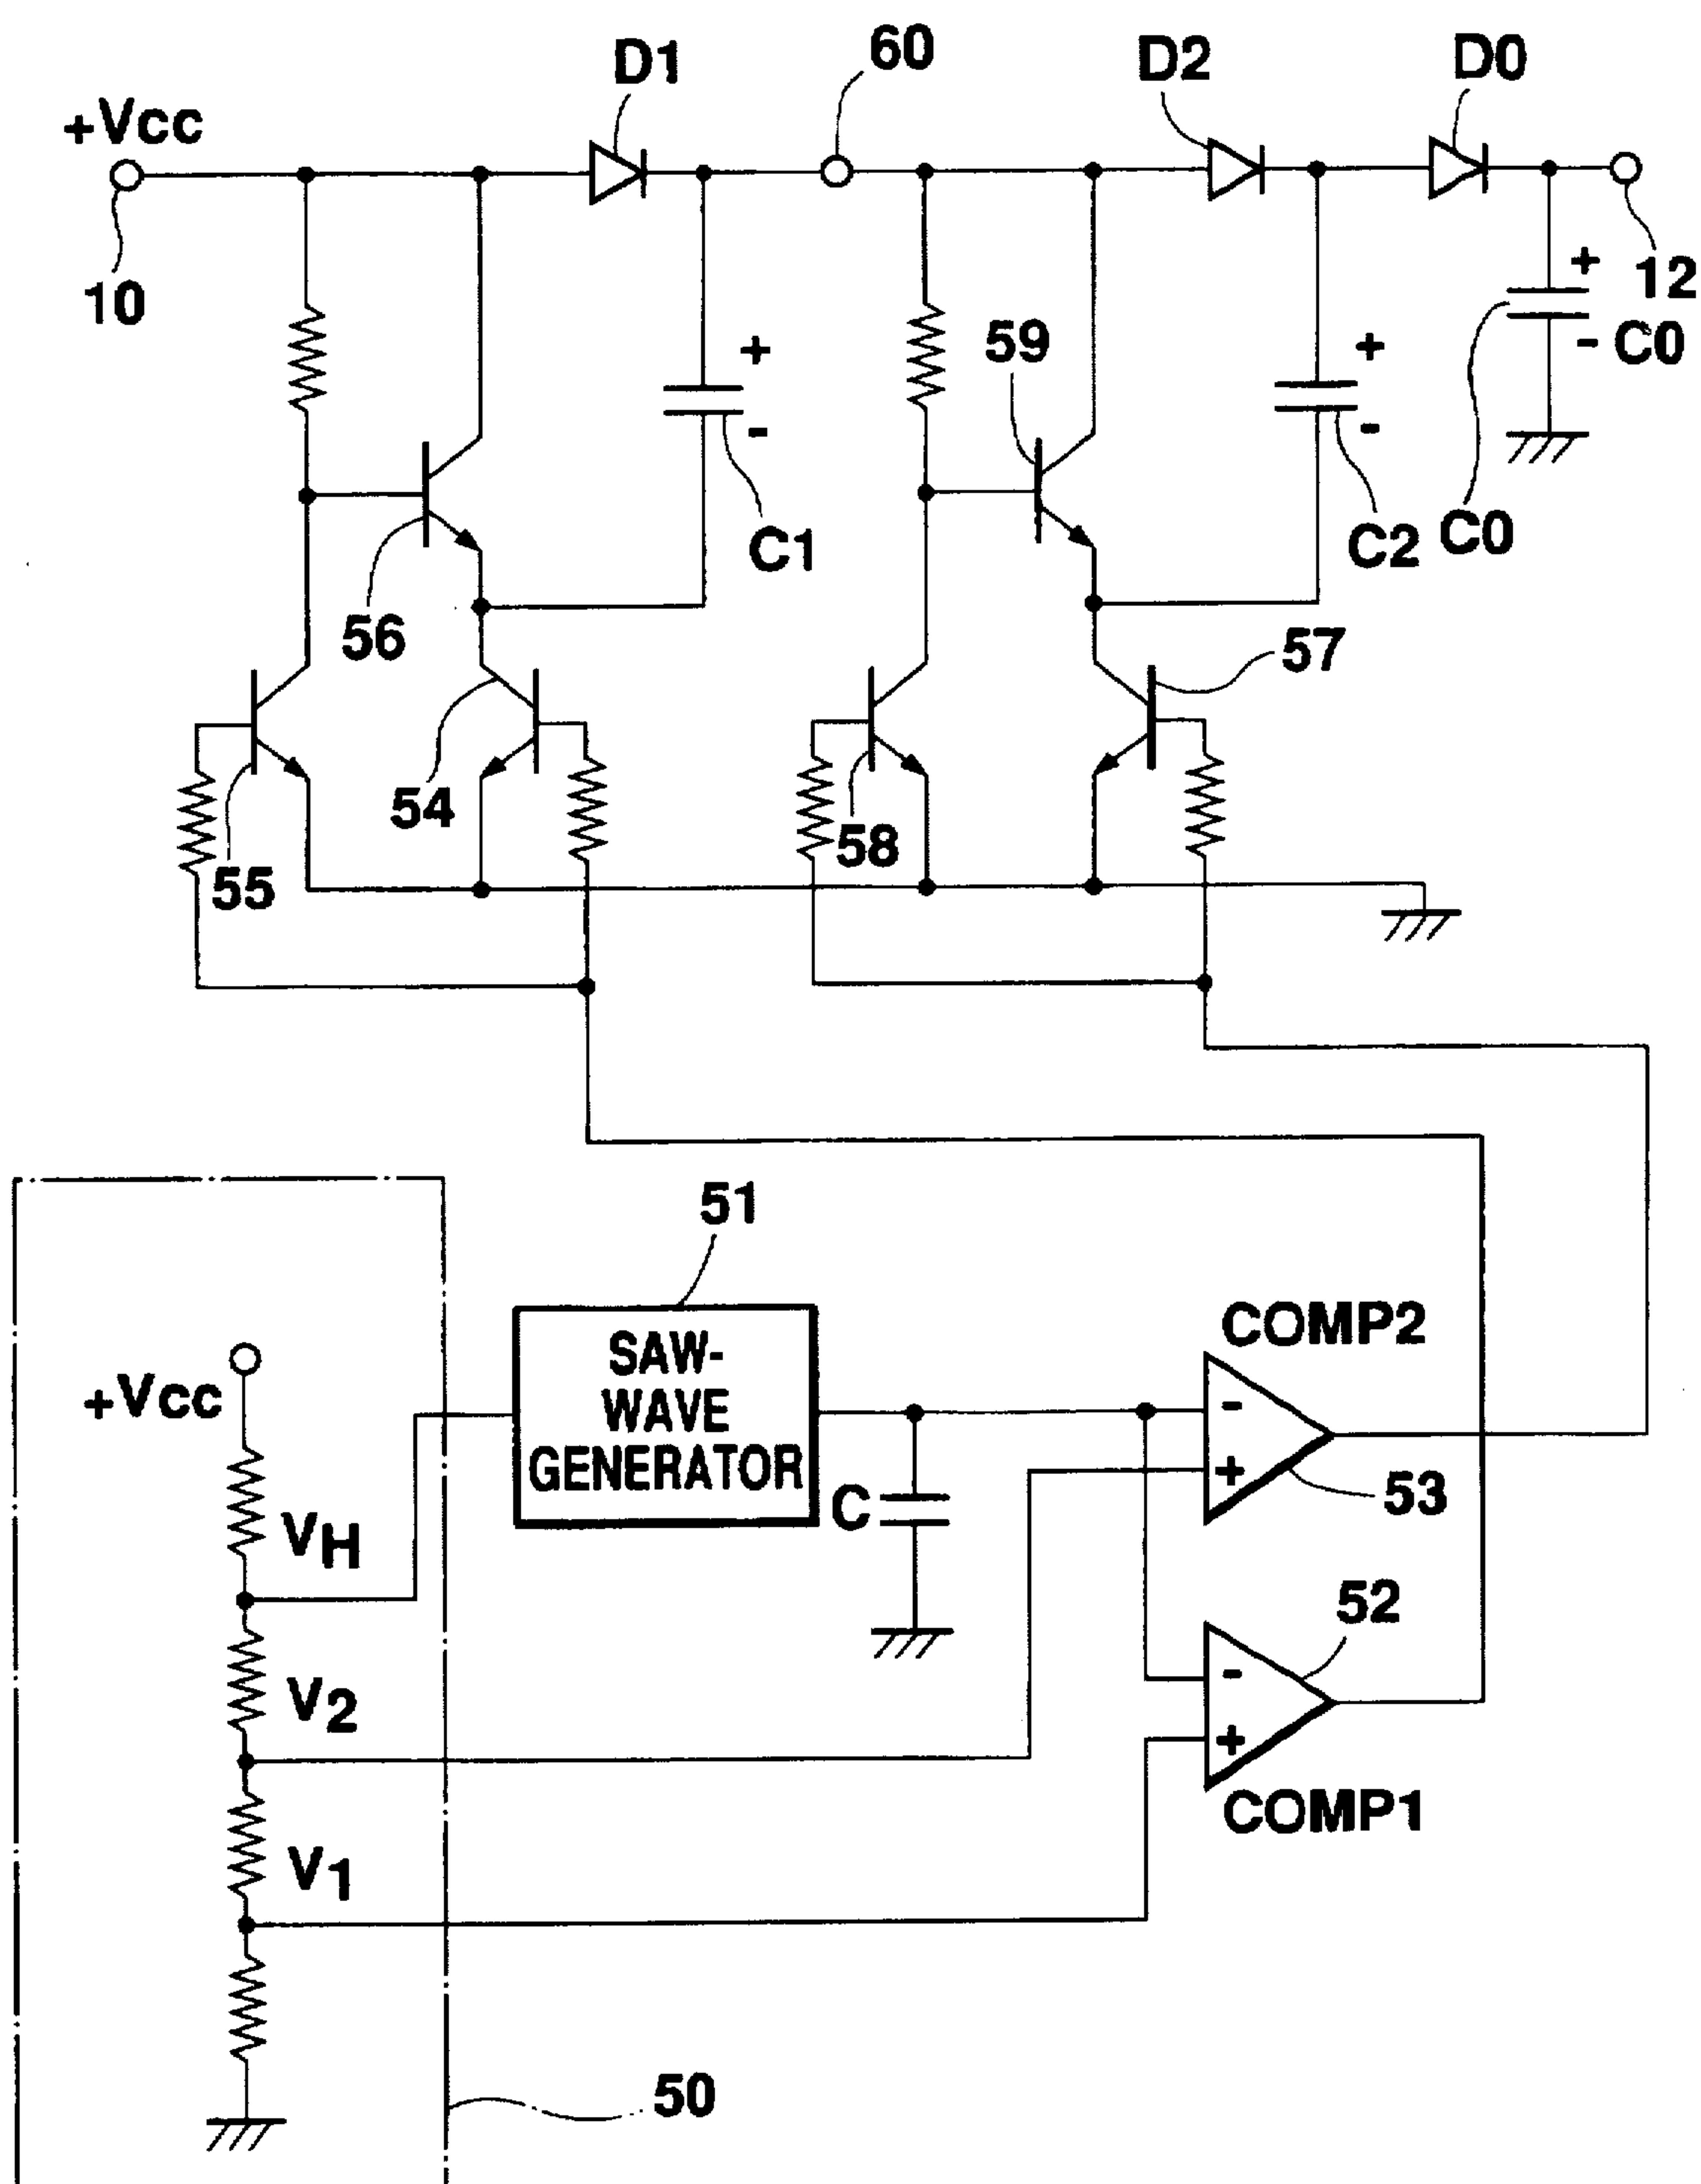 D1
60
D2
D0
+Vcc
10
12
+
- C0
+
-
C1
59
+
-
C2
C0
56
57
54
55
58
51
SAW-
WAVE
GENERATOR
COMP2
-
+
53
+Vcc
VH
C
52
V2
-
+
COMP1
V1
50